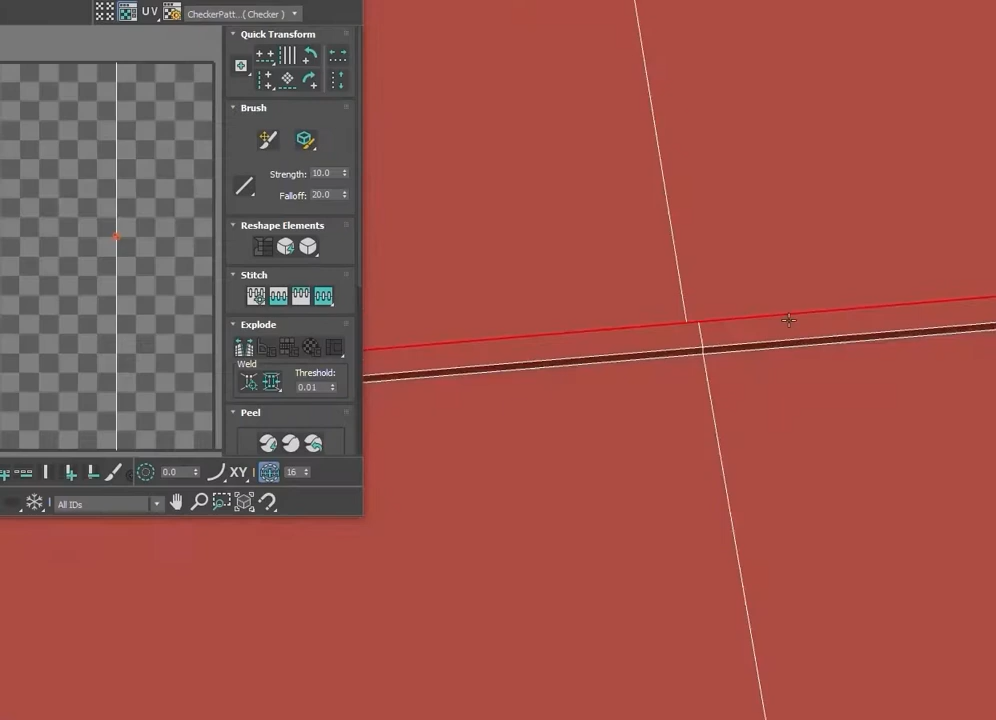 UV
CheckerPatt.. ( Checker )
Quick Transform
Brush
Strength: 10.0
Falloff: 20.0
Reshape Elements
Stitch
Explode
Weld
Threshold:
0.01
Peel
0.0
XY
16
All IDs